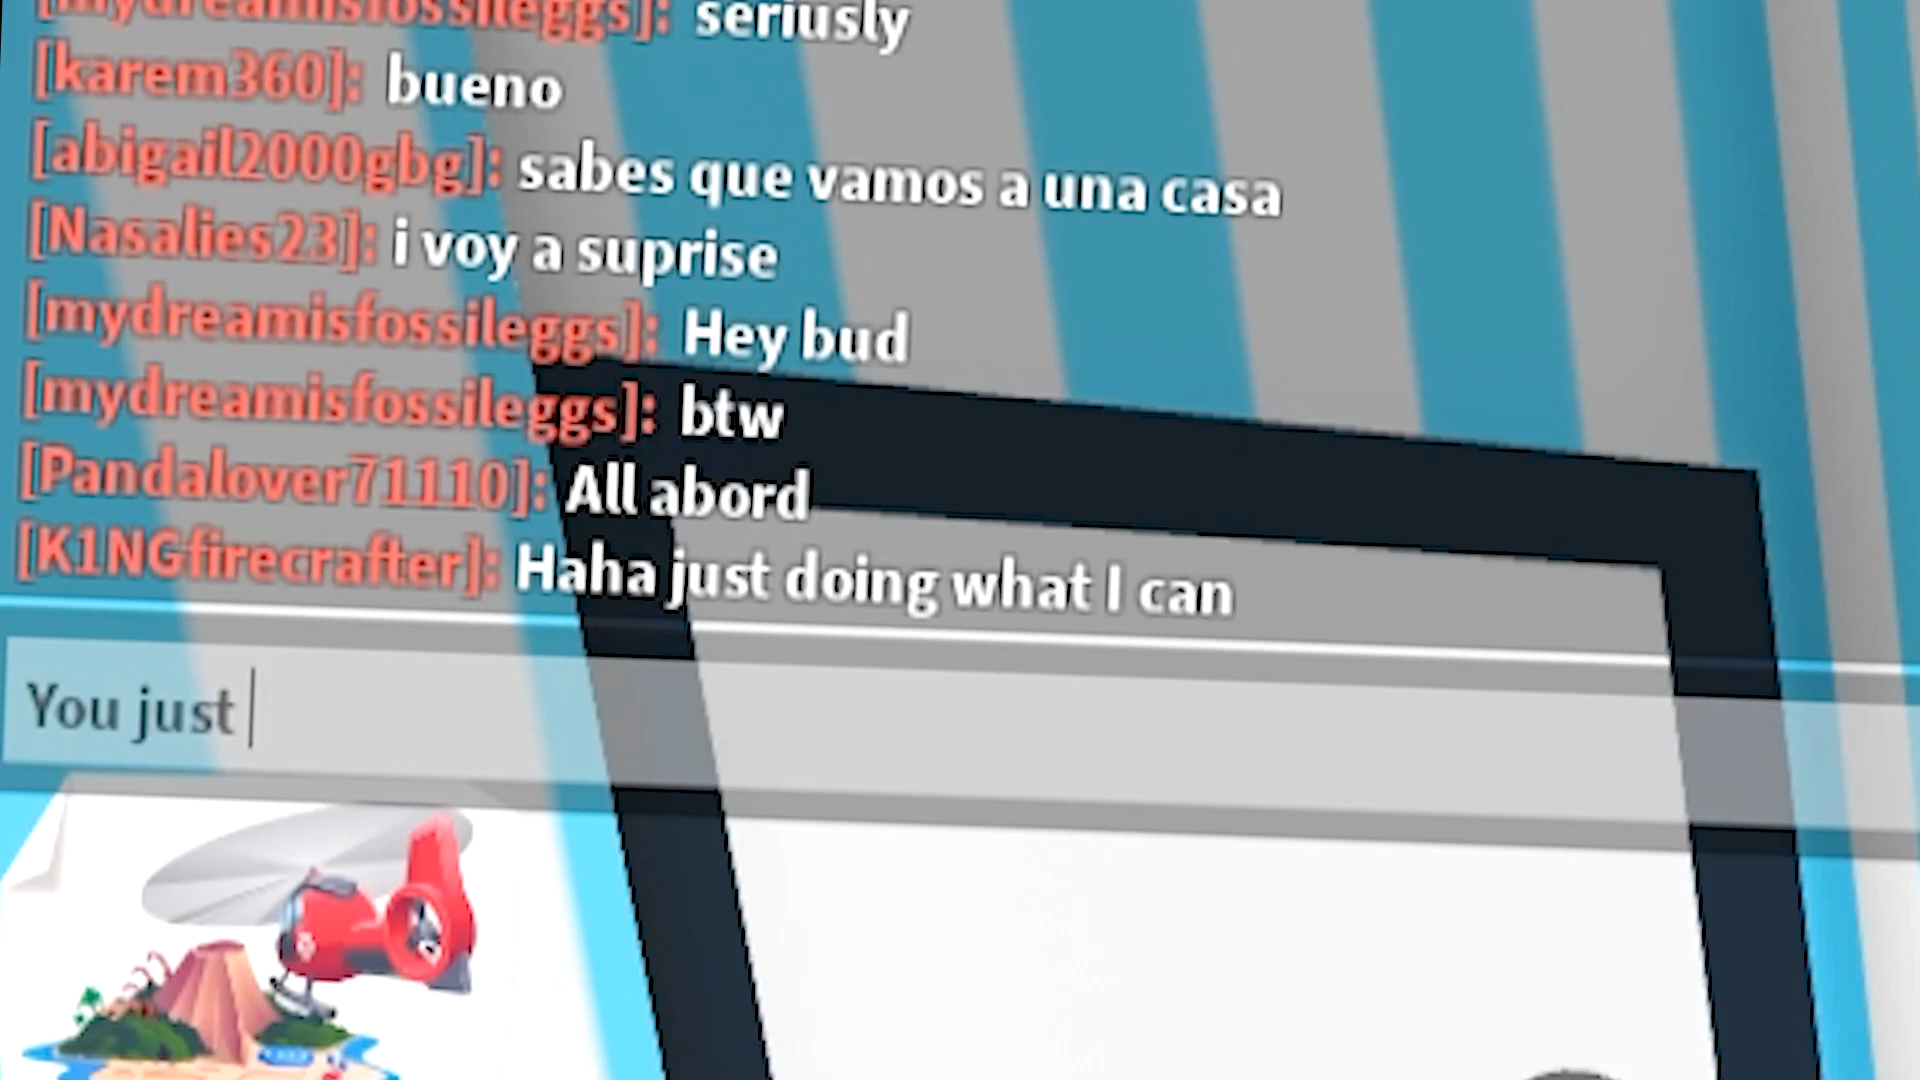 [mydreamisfossileggs]: seriusly
[karem360]: bueno
[abigail2000gbg]: sabes que vamos a una casa
[Nasalies23]: i voy a suprise
[mydreamisfossileggs]: Hey bud
[mydreamisfossileggs]: btw
[Pandalover71110]: All abord
[K1NGfirecrafter]: Haha just doing what I can
You just